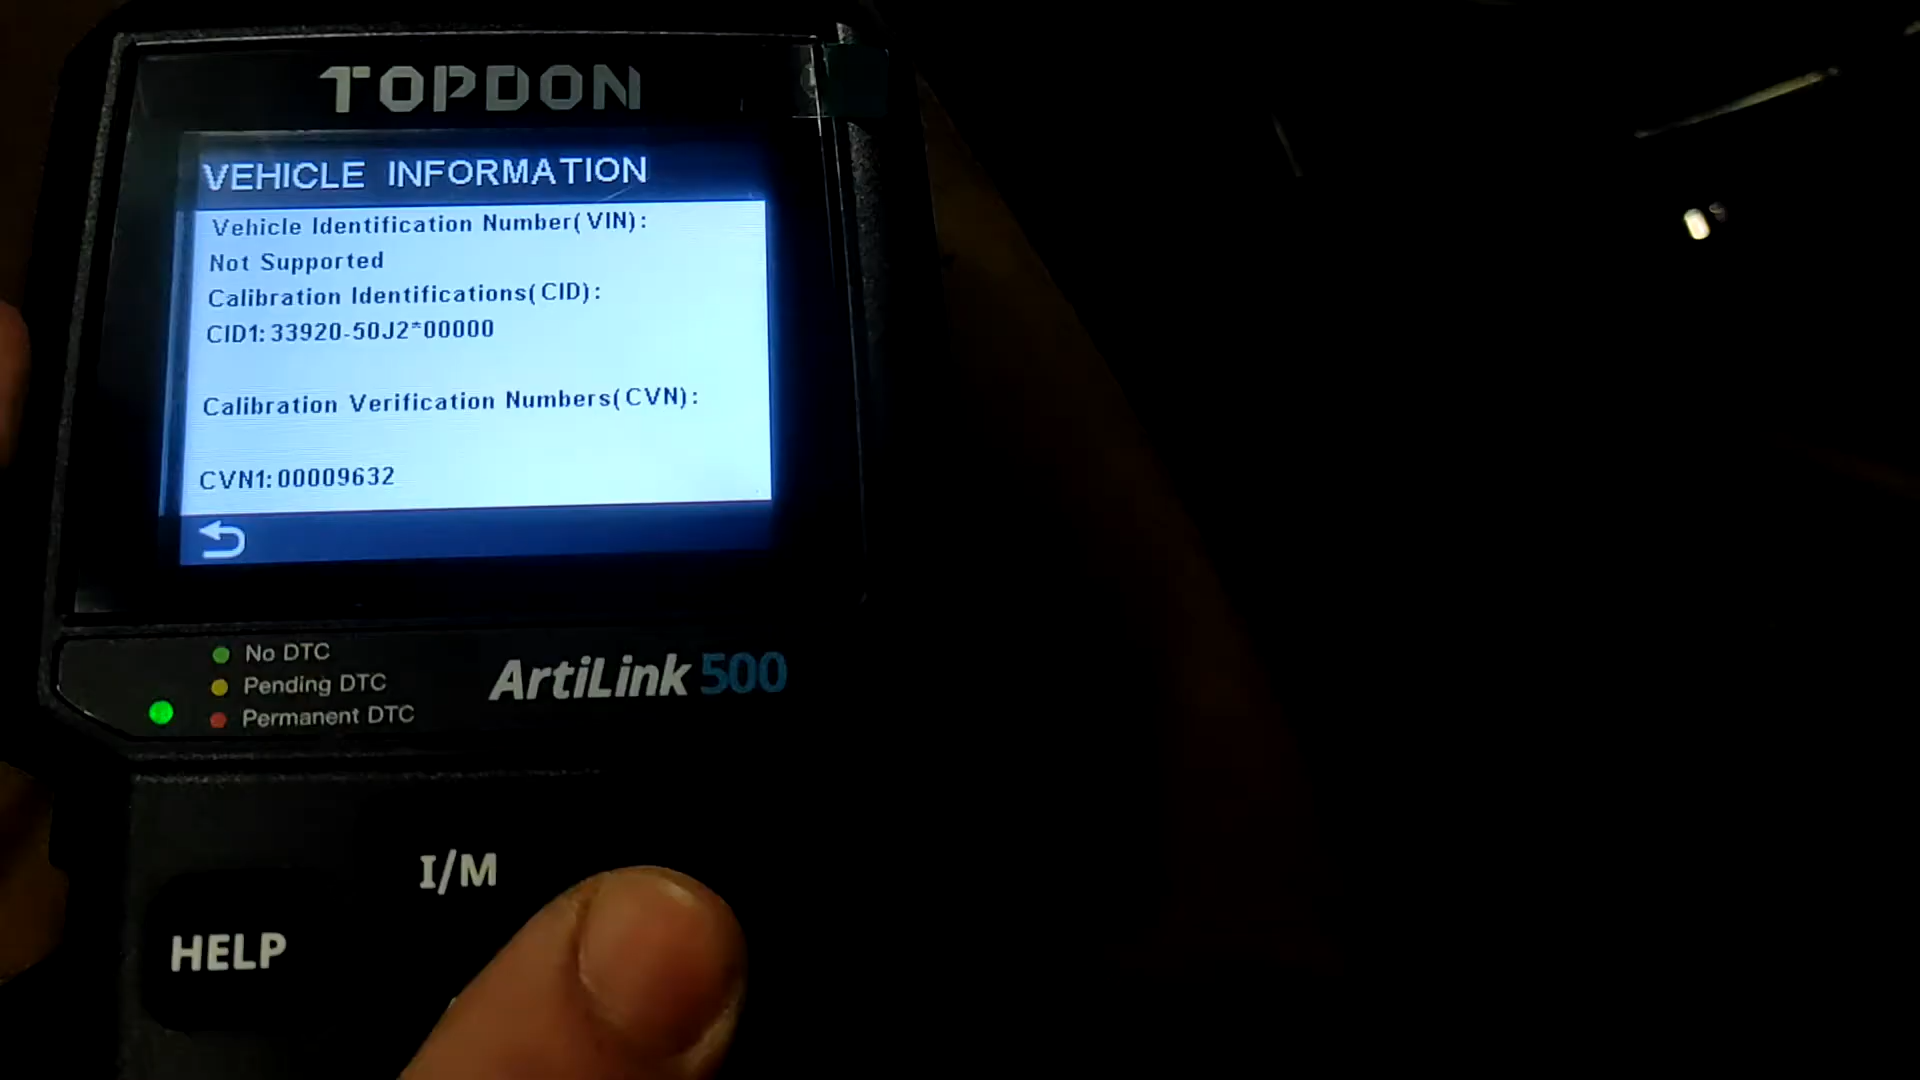 TOPDON
VEHICLE INFORMATION
Vehicle Identification Number(VIN):
Not Supported
Calibration Identifications(CID):
CID1:33920-50J2*00000
Calibration Verification Numbers(CVN):
CVN1:00009632
No DTC
Pending DTC
Permanent DTC
ArtiLink 500
I/M
HELP